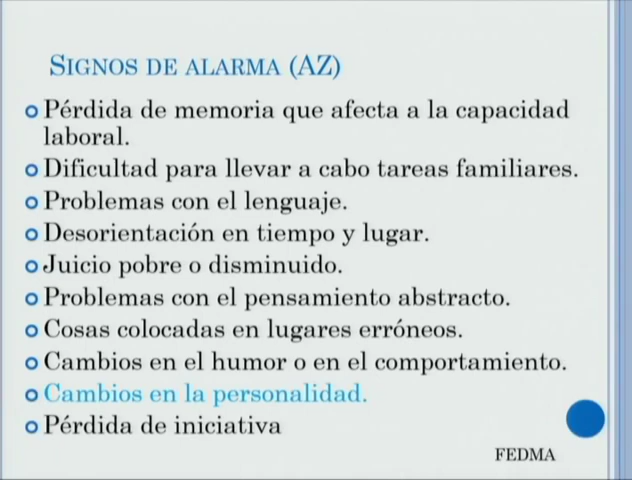 SIGNOS DE ALARMA (AZ)
Pérdida de memoria que afecta a la capacidad
laboral.
Dificultad para llevar a cabo tareas familiares.
Problemas con el lenguaje.
Desorientación en tiempo y lugar.
Juicio pobre o disminuido.
Problemas con el pensamiento abstracto.
Cosas colocadas en lugares erróneos.
Cambios en el humor o en el comportamiento.
Cambios en la personalidad.
Pérdida de iniciativa
FEDMA